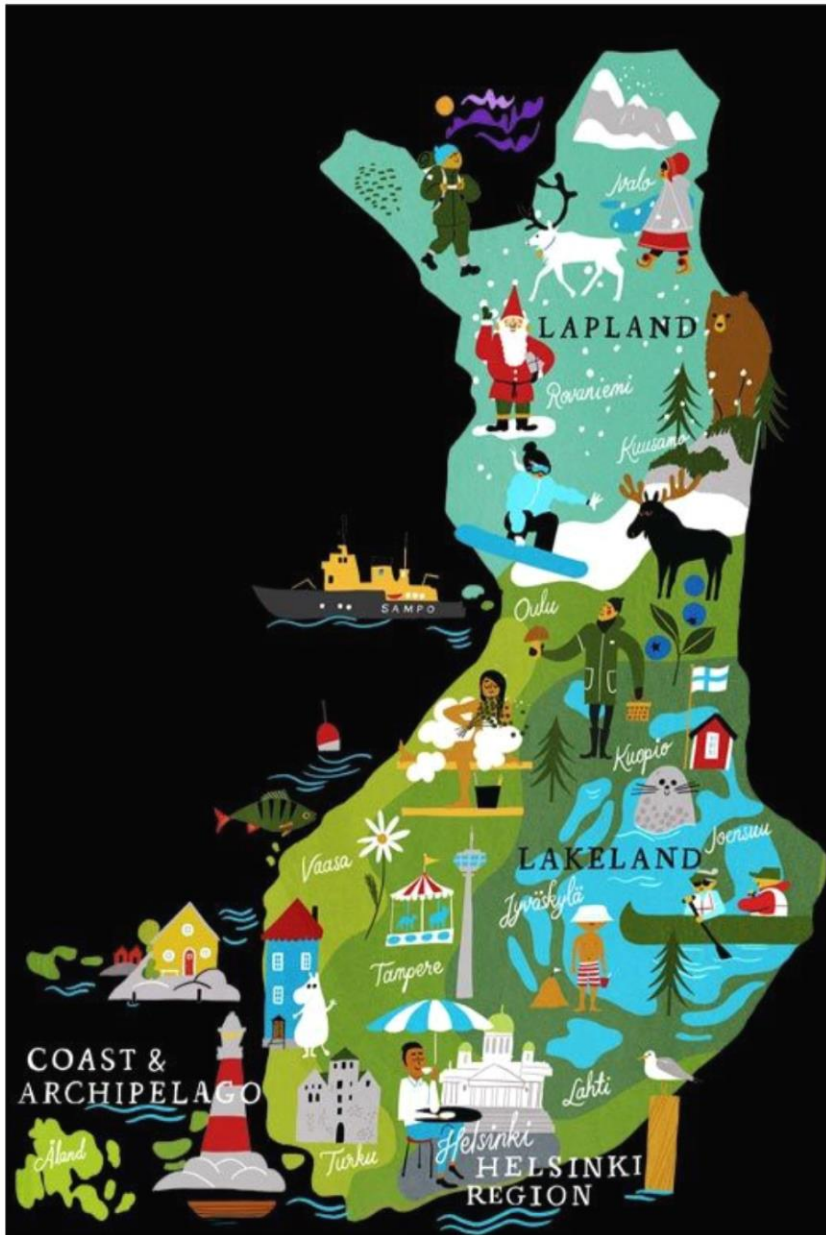 Ivalo
LAPLAND
Rovaniemi
Kuusamo
SAMPO
Oulu
Kuopio
Joensuu
Vaasa
LAKELAND
Jyväskylä
Tampere
COAST &
ARCHIPELAGO
Lahti
Åland
Turku
Helsinki
HELSINKI
REGION